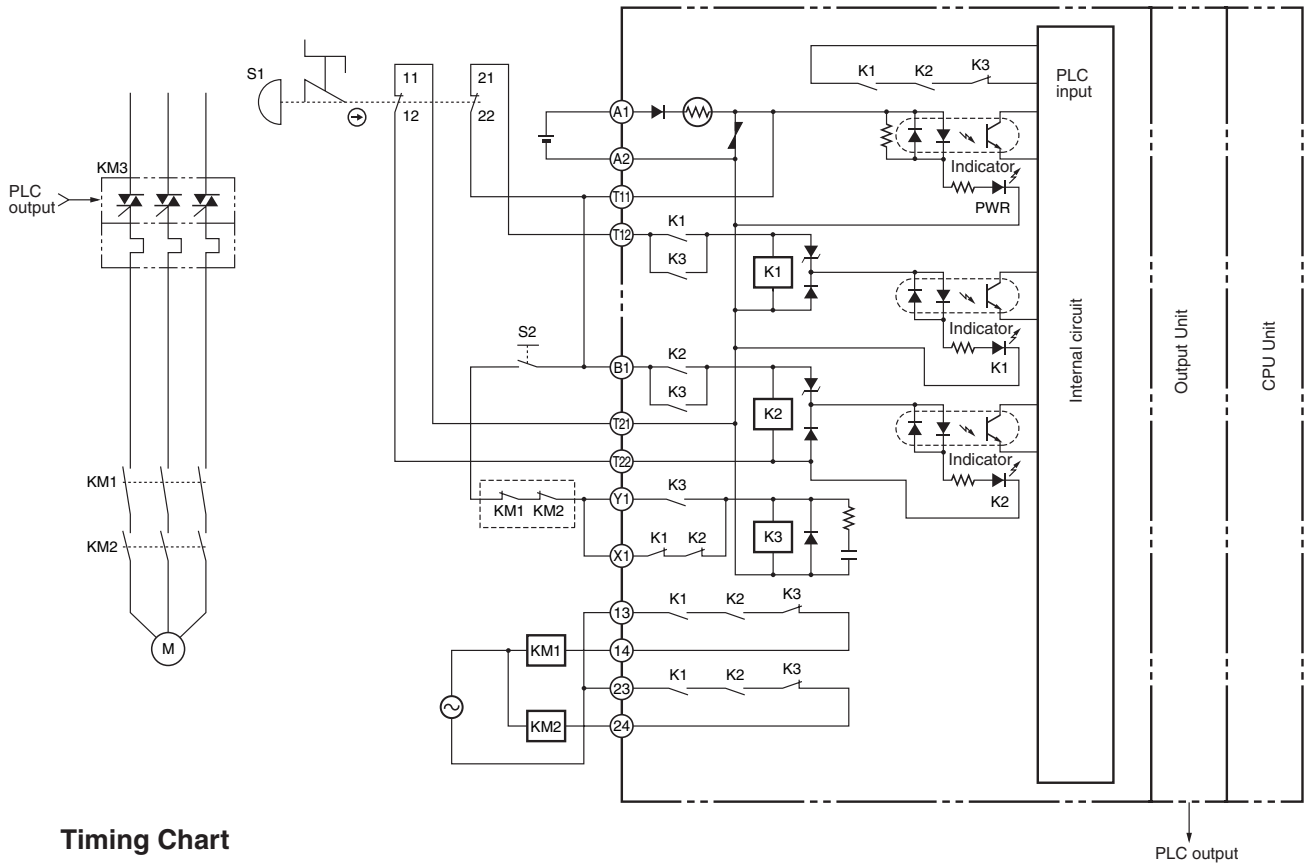 K1 K2 K3
PLC
input
S1
11
12
21
22
A1
A2
Indicator
PWR
KM3
PLC
output
T11
T12
K1
K3
K1
Indicator
K1
Internal circuit
Output Unit
CPU Unit
S2
B1
K2
K3
K2
T21
T22
Indicator
K2
KM1
KM1 KM2
Y1
K3
K1 K2
X1
K3
KM2
M
13
K1 K2 K3
KM1
14
23
K1 K2 K3
KM2
24
Timing Chart
PLC output